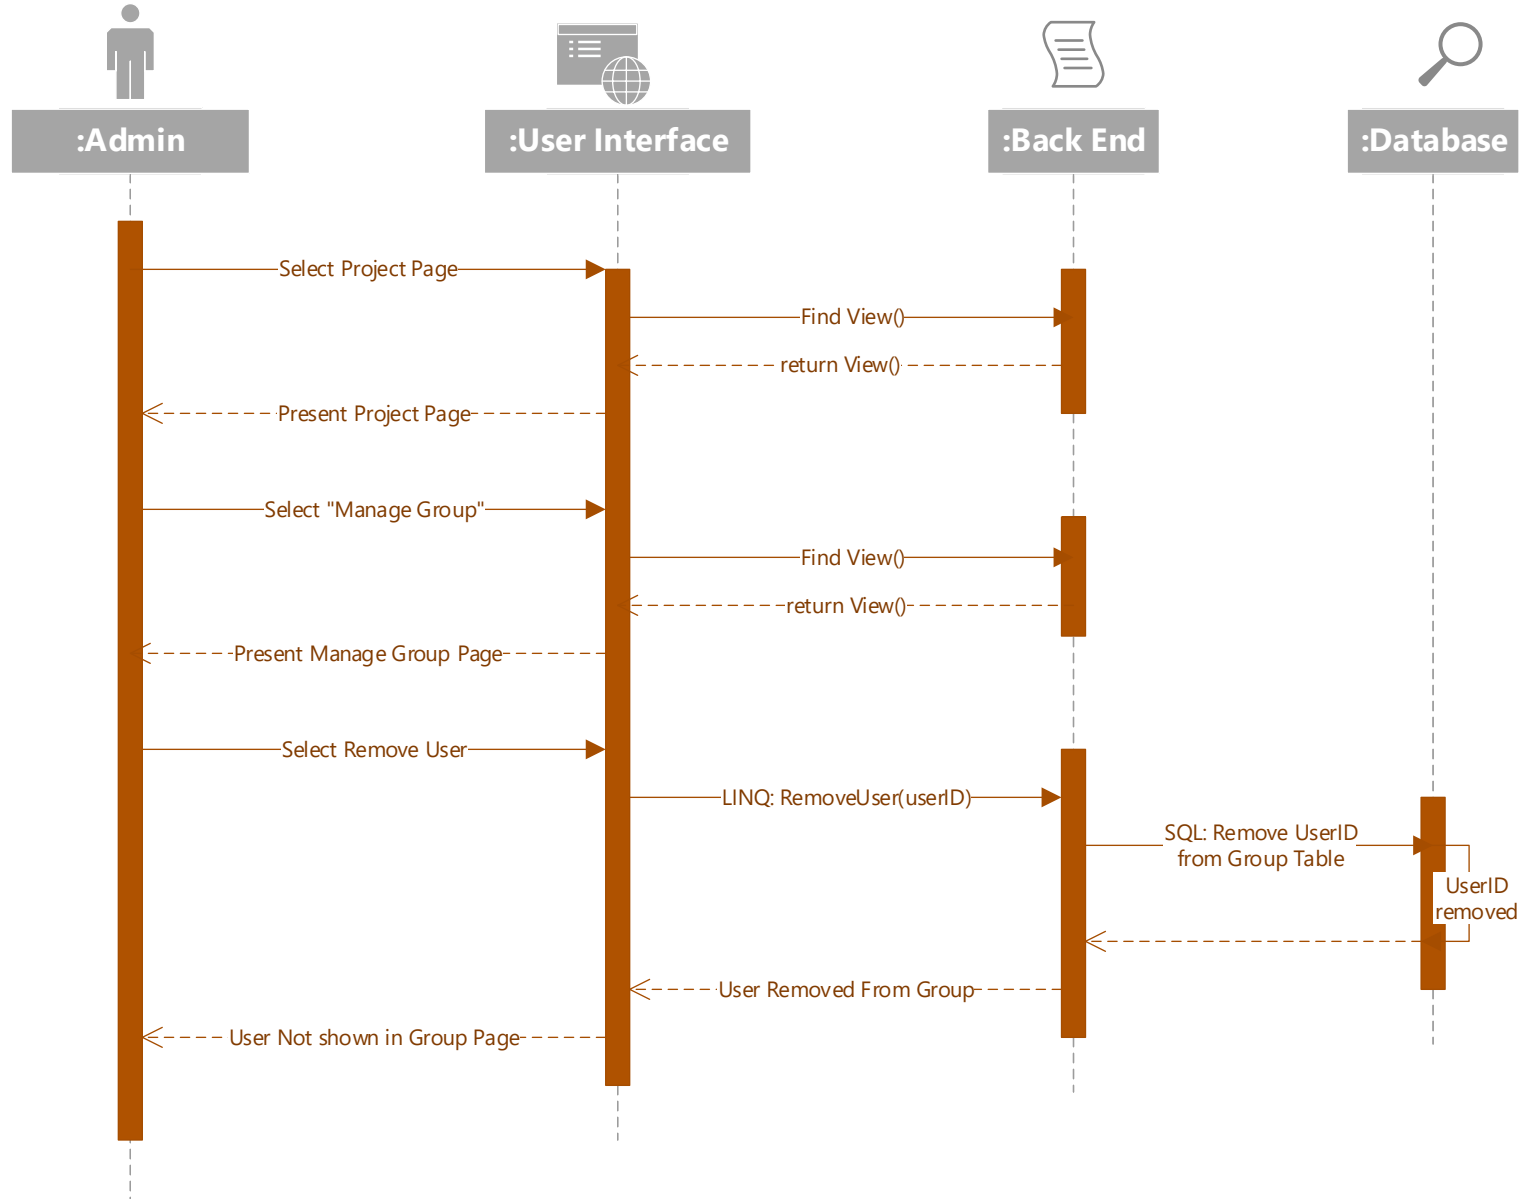 :Admin
:User Interface
:Back End
:Database
Select Project Page
Find View()
return View()
Present Project Page
Select "Manage Group"
Find View()
return View()
Present Manage Group Page
Select Remove User
LINQ: RemoveUser(userID)
SQL: Remove UserID
from Group Table
UserID
removed
User Removed From Group
User Not shown in Group Page